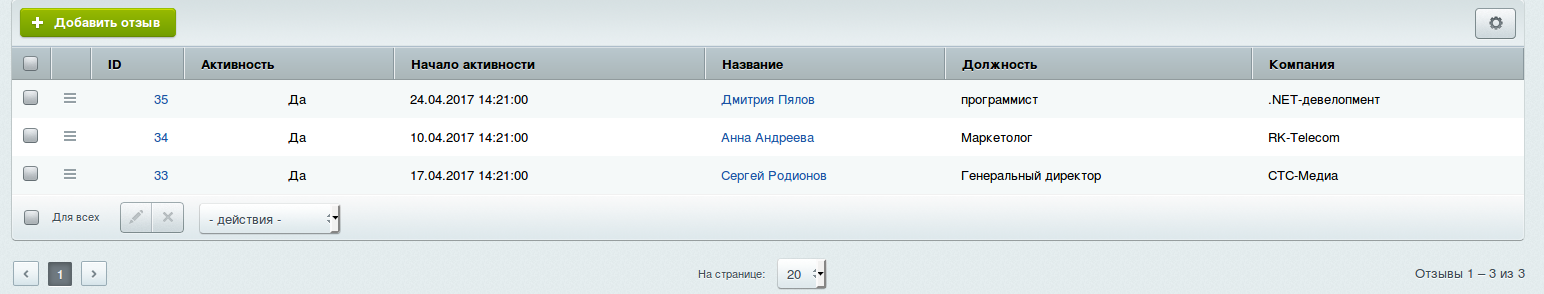 + Добавить отзыв
ID Активность Начало активности Название Должность Компания
35 Да 24.04.2017 14:21:00 Дмитрия Пялов программист .NET-девелопмент
34 Да 10.04.2017 14:21:00 Анна Андреева Маркетолог RK-Telecom
33 Да 17.04.2017 14:21:00 Сергей Родионов Генеральный директор СТС-Медиа
Для всех - действия -
1 На странице: 20 Отзывы 1 – 3 из 3